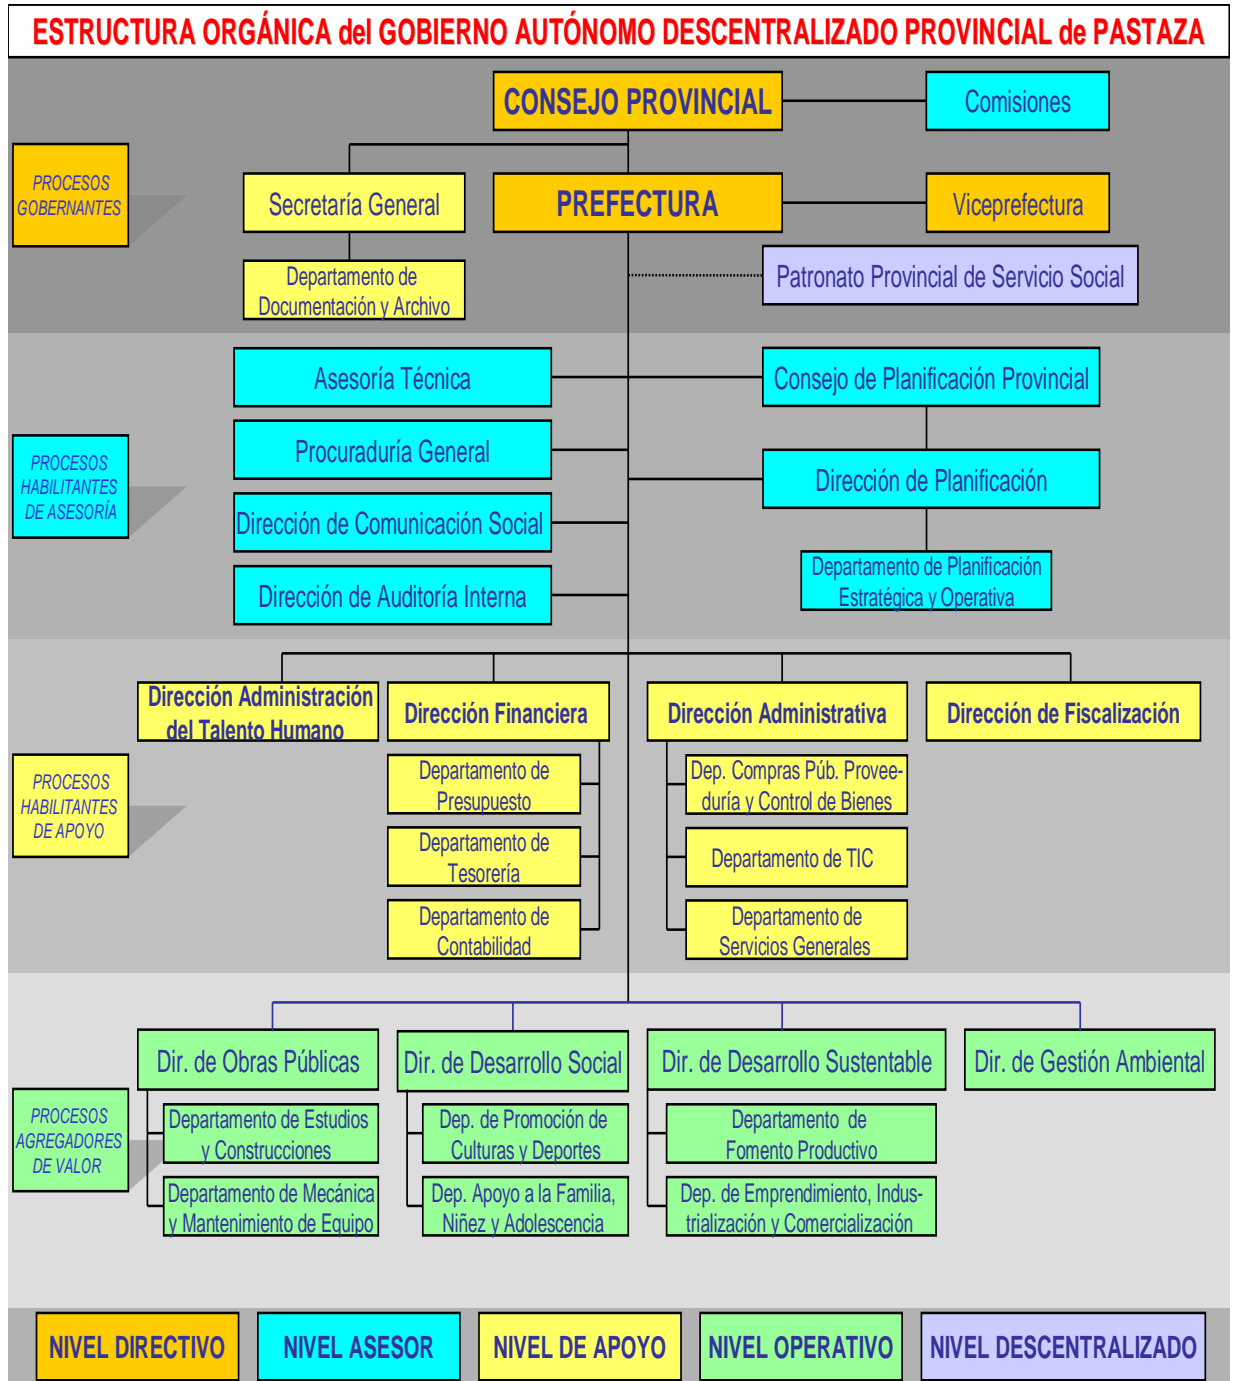 ESTRUCTURA ORGÁNICA del GOBIERNO AUTÓNOMO DESCENTRALIZADO PROVINCIAL de PASTAZA
CONSEJO PROVINCIAL
Comisiones
PROCESOS
GOBERNANTES
Secretaría General
PREFECTURA
Viceprefectura
Departamento de
Documentación y Archivo
Patronato Provincial de Servicio Social
Asesoría Técnica
Consejo de Planificación Provincial
PROCESOS
HABILITANTES
DE ASESORÍA
Procuraduría General
Dirección de Planificación
Dirección de Comunicación Social
Departamento de Planificación
Estratégica y Operativa
Dirección de Auditoría Interna
Dirección Administración
del Talento Humano
Dirección Financiera
Dirección Administrativa
Dirección de Fiscalización
PROCESOS
HABILITANTES
DE APOYO
Departamento de
Presupuesto
Dep. Compras Púb. Provee-
duría y Control de Bienes
Departamento de
Tesorería
Departamento de TIC
Departamento de
Contabilidad
Departamento de
Servicios Generales
Dir. de Obras Públicas
Dir. de Desarrollo Social
Dir. de Desarrollo Sustentable
Dir. de Gestión Ambiental
PROCESOS
AGREGADORES
DE VALOR
Departamento de Estudios
y Construcciones
Dep. de Promoción de
Culturas y Deportes
Departamento de
Fomento Productivo
Departamento de Mecánica
y Mantenimiento de Equipo
Dep. Apoyo a la Familia,
Niñez y Adolescencia
Dep. de Emprendimiento, Indus-
trialización y Comercialización
NIVEL DIRECTIVO
NIVEL ASESOR
NIVEL DE APOYO
NIVEL OPERATIVO
NIVEL DESCENTRALIZADO